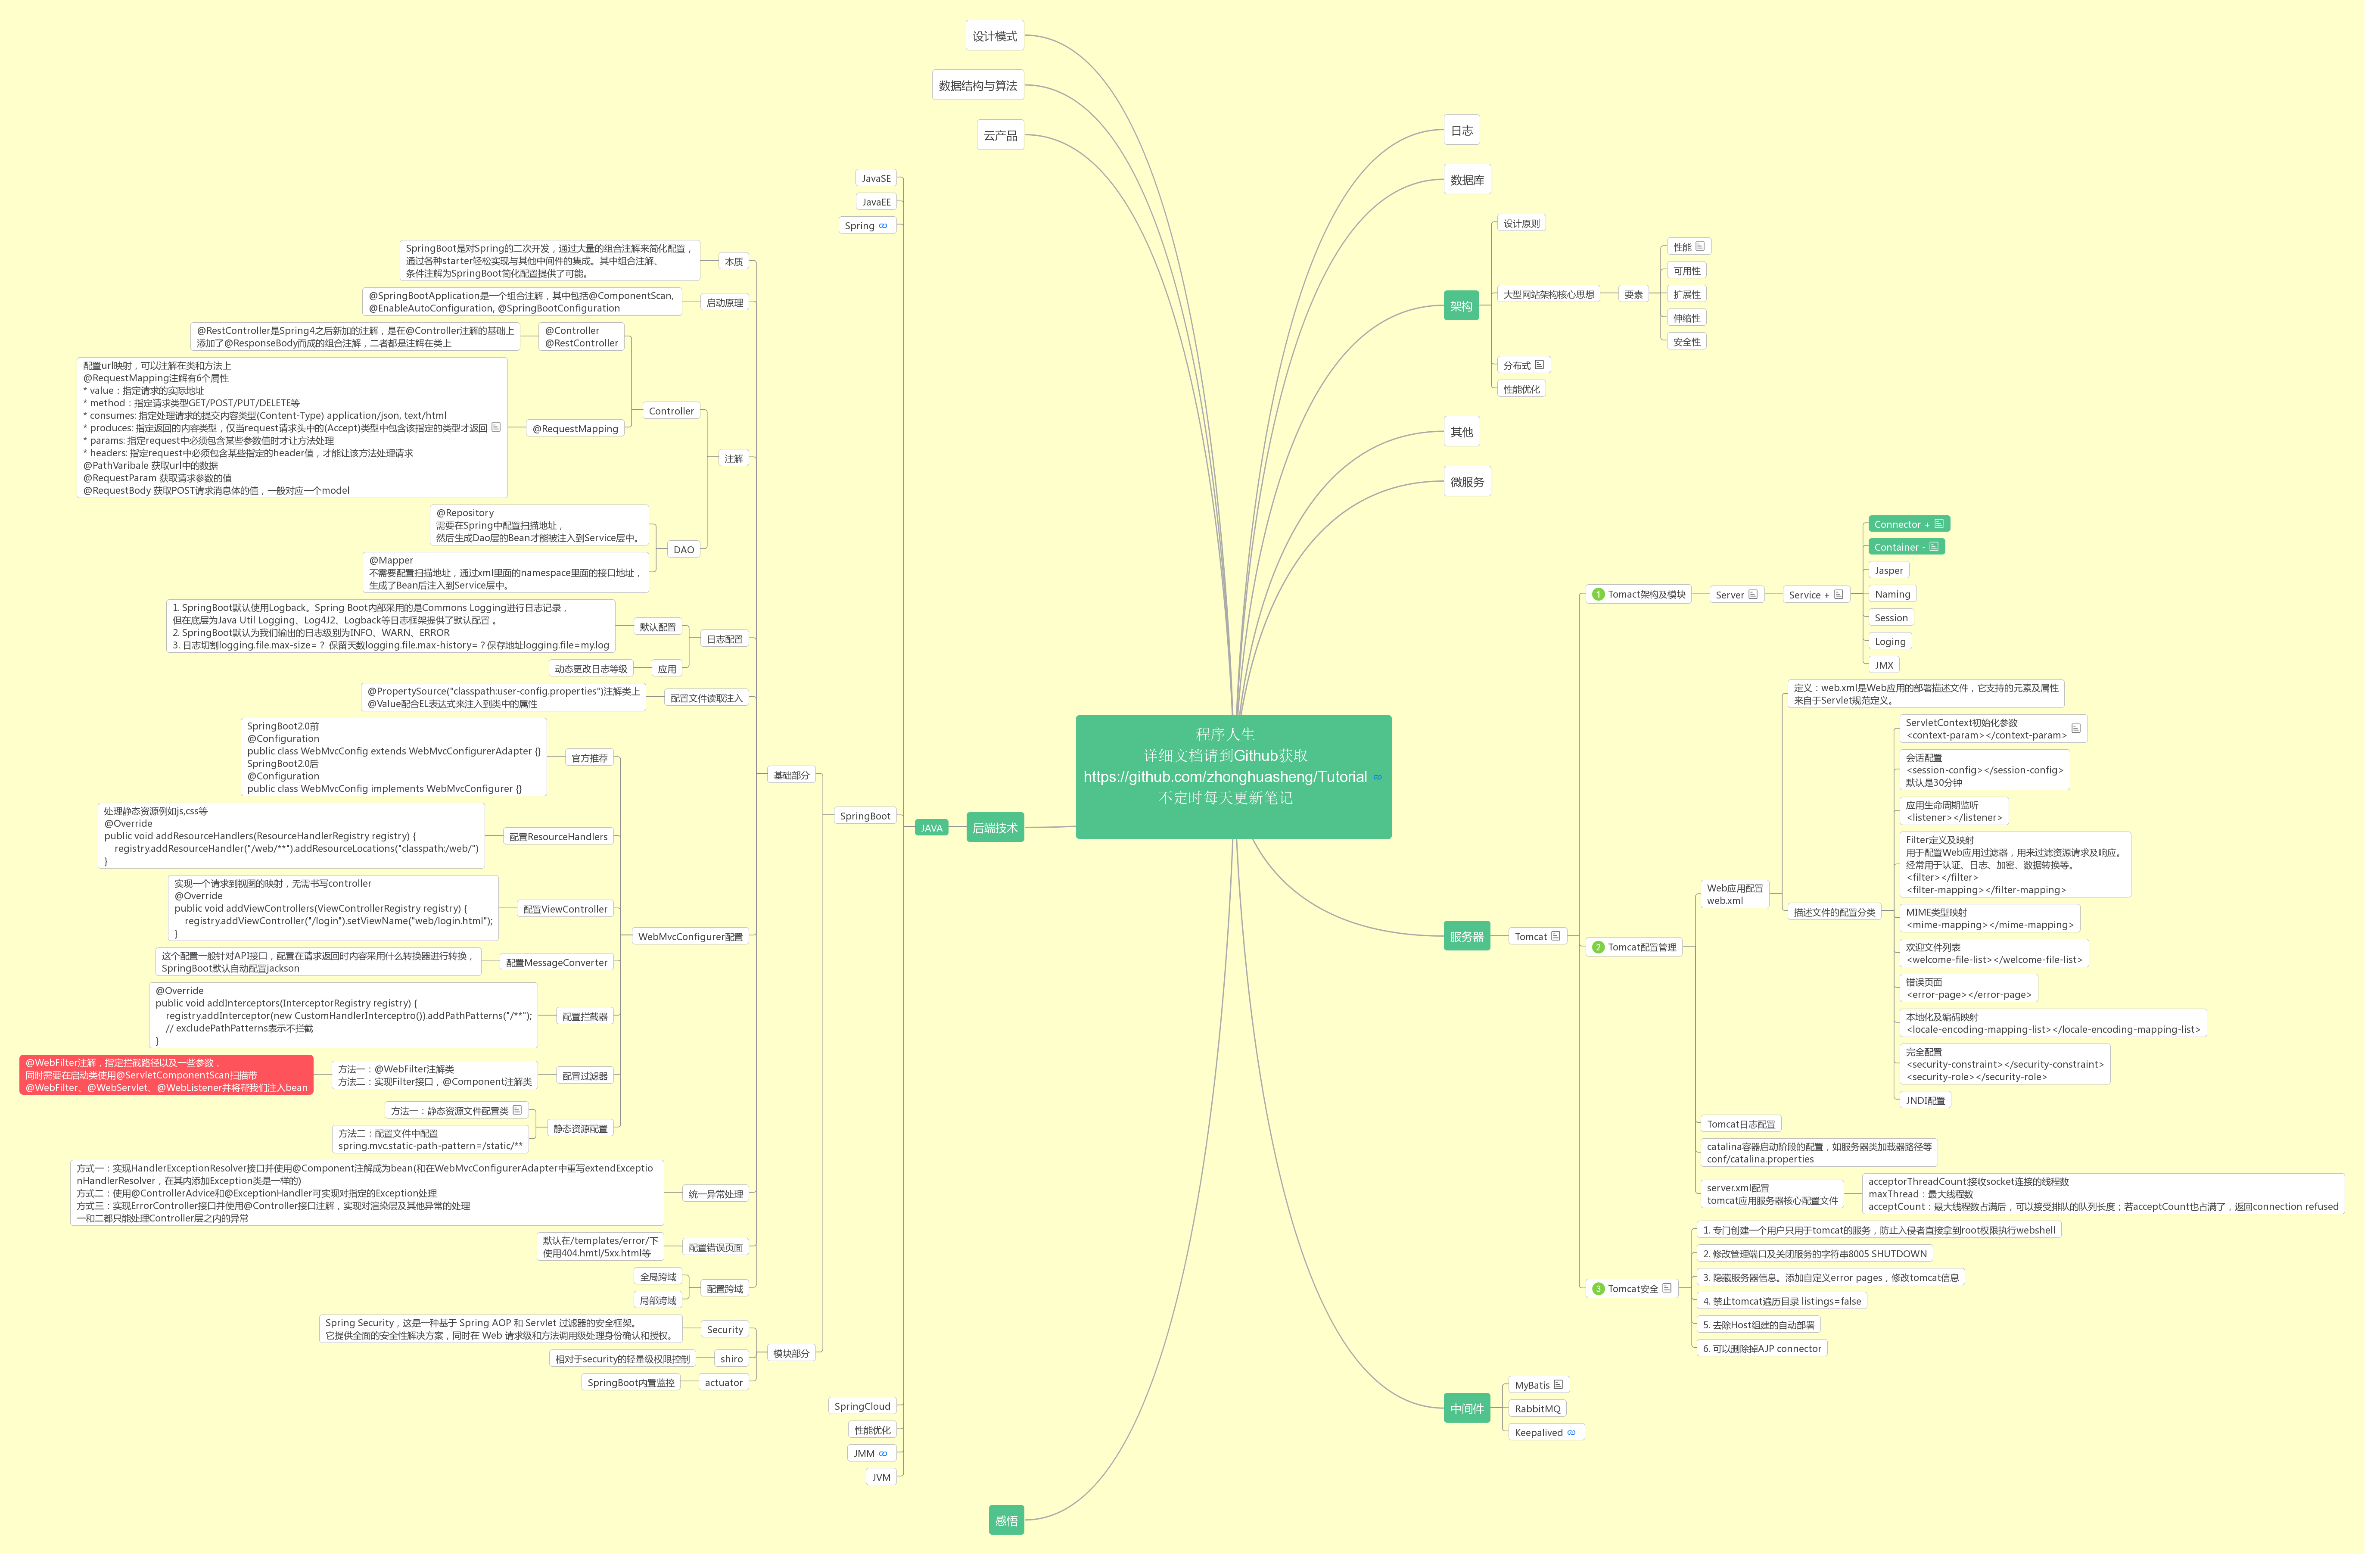 程序人生
详细文档请到Github获取
https://github.com/zhonghuasheng/Tutorial
不定时每天更新笔记
设计模式
数据结构与算法
云产品
后端技术
JAVA
JavaSE
JavaEE
Spring
SpringBoot
基础部分
本质
SpringBoot是对Spring的二次开发，通过大量的组合注解来简化配置，
通过各种starter轻松实现与其他中间件的集成。其中组合注解、
条件注解为SpringBoot简化配置提供了可能。
启动原理
@SpringBootApplication是一个组合注解，其中包括@ComponentScan,
@EnableAutoConfiguration, @SpringBootConfiguration
注解
Controller
@Controller
@RestController
@RestController是Spring4之后新加的注解，是在@Controller注解的基础上
添加了@ResponseBody而成的组合注解，二者都是注解在类上
@RequestMapping
配置url映射，可以注解在类和方法上
@RequestMapping注解有6个属性
* value：指定请求的实际地址
* method：指定请求类型GET/POST/PUT/DELETE等
* consumes: 指定处理请求的提交内容类型(Content-Type) application/json, text/html
* produces: 指定返回的内容类型，仅当request请求头中的(Accept)类型中包含该指定的类型才返回
* params: 指定request中必须包含某些参数值时才让方法处理
* headers: 指定request中必须包含某些指定的header值，才能让该方法处理请求
@PathVaribale 获取url中的数据
@RequestParam 获取请求参数的值
@RequestBody 获取POST请求消息体的值，一般对应一个model
DAO
@Repository
需要在Spring中配置扫描地址，
然后生成Dao层的Bean才能被注入到Service层中。
@Mapper
不需要配置扫描地址，通过xml里面的namespace里面的接口地址，
生成了Bean后注入到Service层中。
日志配置
默认配置
1. SpringBoot默认使用Logback。Spring Boot内部采用的是Commons Logging进行日志记录，
但在底层为Java Util Logging、Log4J2、Logback等日志框架提供了默认配置 。
2. SpringBoot默认为我们输出的日志级别为INFO、WARN、ERROR
3. 日志切割logging.file.max-size=？ 保留天数logging.file.max-history=？保存地址logging.file=my.log
应用
动态更改日志等级
配置文件读取注入
@PropertySource("classpath:user-config.properties")注解类上
@Value配合EL表达式来注入到类中的属性
WebMvcConfigurer配置
官方推荐
SpringBoot2.0前
@Configuration
public class WebMvcConfig extends WebMvcConfigurerAdapter {}
SpringBoot2.0后
@Configuration
public class WebMvcConfig implements WebMvcConfigurer {}
配置ResourceHandlers
处理静态资源例如js,css等
@Override
public void addResourceHandlers(ResourceHandlerRegistry registry) {
registry.addResourceHandler("/web/**").addResourceLocations("classpath:/web/")
}
配置ViewController
实现一个请求到视图的映射，无需书写controller
@Override
public void addViewControllers(ViewControllerRegistry registry) {
registry.addViewController("/login").setViewName("web/login.html");
}
配置MessageConverter
这个配置一般针对API接口，配置在请求返回时内容采用什么转换器进行转换，
SpringBoot默认自动配置jackson
配置拦截器
@Override
public void addInterceptors(InterceptorRegistry registry) {
registry.addInterceptor(new CustomHandlerInterceptro()).addPathPatterns("/**");
// excludePathPatterns表示不拦截
}
配置过滤器
方法一：@WebFilter注解类
方法二：实现Filter接口，@Component注解类
@WebFilter注解，指定拦截路径以及一些参数，
同时需要在启动类使用@ServletComponentScan扫描带
@WebFilter、@WebServlet、@WebListener并将帮我们注入bean
静态资源配置
方法一：静态资源文件配置类
方法二：配置文件中配置
spring.mvc.static-path-pattern=/static/**
统一异常处理
方式一：实现HandlerExceptionResolver接口并使用@Component注解成为bean(和在WebMvcConfigurerAdapter中重写extendExceptio
nHandlerResolver，在其内添加Exception类是一样的)
方式二：使用@ControllerAdvice和@ExceptionHandler可实现对指定的Exception处理
方式三：实现ErrorController接口并使用@Controller接口注解，实现对渲染层及其他异常的处理
一和二都只能处理Controller层之内的异常
配置错误页面
默认在/templates/error/下
使用404.hmtl/5xx.html等
配置跨域
全局跨域
局部跨域
模块部分
Security
Spring Security，这是一种基于 Spring AOP 和 Servlet 过滤器的安全框架。
它提供全面的安全性解决方案，同时在 Web 请求级和方法调用级处理身份确认和授权。
shiro
相对于security的轻量级权限控制
actuator
SpringBoot内置监控
SpringCloud
性能优化
JMM
JVM
感悟
日志
数据库
架构
设计原则
大型网站架构核心思想
要素
性能
可用性
扩展性
伸缩性
安全性
分布式
性能优化
其他
微服务
服务器
Tomcat
1 Tomact架构及模块
Server
Service +
Connector +
Container -
Jasper
Naming
Session
Loging
JMX
2 Tomcat配置管理
Web应用配置
web.xml
定义：web.xml是Web应用的部署描述文件，它支持的元素及属性
来自于Servlet规范定义。
描述文件的配置分类
ServletContext初始化参数
<context-param></context-param>
会话配置
<session-config></session-config>
默认是30分钟
应用生命周期监听
<listener></listener>
Filter定义及映射
用于配置Web应用过滤器，用来过滤资源请求及响应。
经常用于认证、日志、加密、数据转换等。
<filter></filter>
<filter-mapping></filter-mapping>
MIME类型映射
<mime-mapping></mime-mapping>
欢迎文件列表
<welcome-file-list></welcome-file-list>
错误页面
<error-page></error-page>
本地化及编码映射
<locale-encoding-mapping-list></locale-encoding-mapping-list>
完全配置
<security-constraint></security-constraint>
<security-role></security-role>
JNDI配置
Tomcat日志配置
catalina容器启动阶段的配置，如服务器类加载器路径等
conf/catalina.properties
server.xml配置
tomcat应用服务器核心配置文件
acceptorThreadCount:接收socket连接的线程数
maxThread：最大线程数
acceptCount：最大线程数占满后，可以接受排队的队列长度；若acceptCount也占满了，返回connection refused
3 Tomcat安全
1. 专门创建一个用户只用于tomcat的服务，防止入侵者直接拿到root权限执行webshell
2. 修改管理端口及关闭服务的字符串8005 SHUTDOWN
3. 隐藏服务器信息。添加自定义error pages，修改tomcat信息
4. 禁止tomcat遍历目录 listings=false
5. 去除Host组建的自动部署
6. 可以删除掉AJP connector
中间件
MyBatis
RabbitMQ
Keepalived